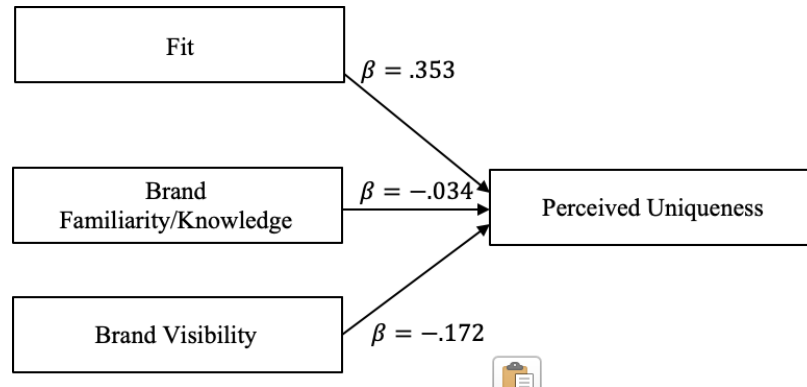 Fit
β = .353
Brand
Familiarity/Knowledge
β = −.034
Perceived Uniqueness
Brand Visibility
β = −.172